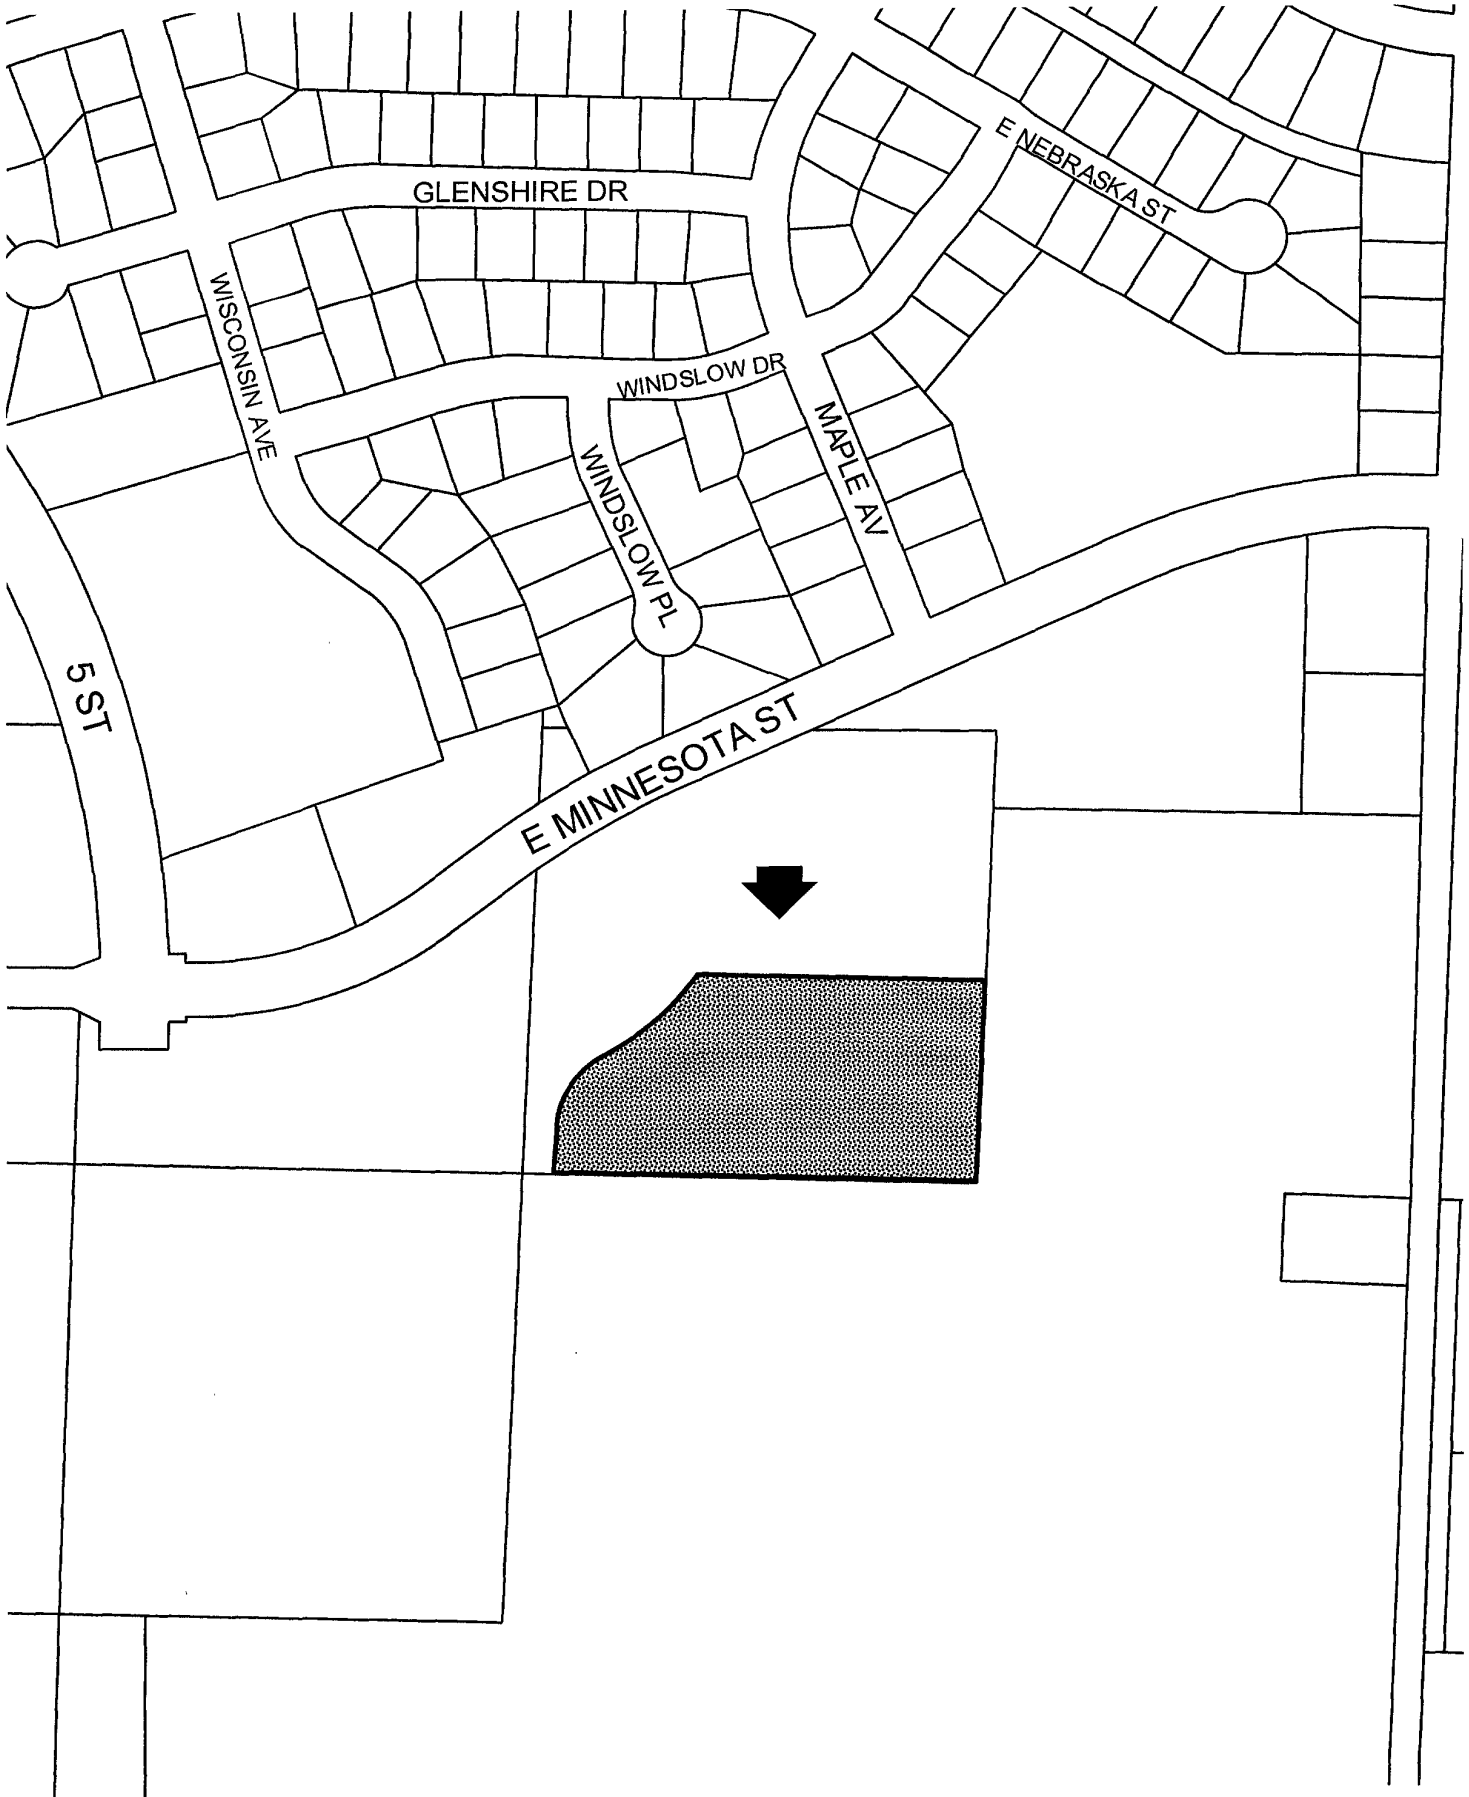 E NEBRASKA ST
GLENSHIRE DR
WISCONSIN AVE
WINDSLOW DR
MAPLE AV
WINDSLOW PL
5 ST
E MINNESOTA ST